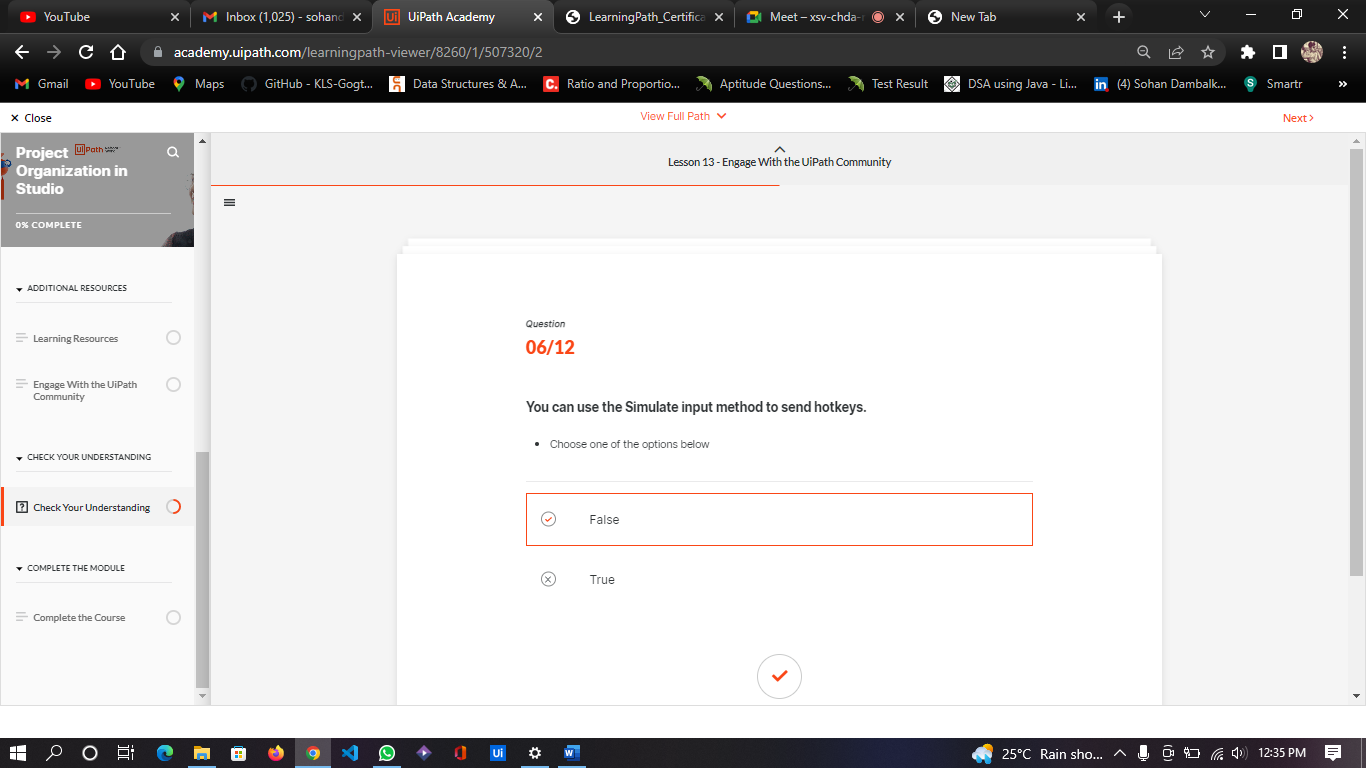 YouTube
Inbox (1,025) - sohand
UiPath Academy
LearningPath_Certifica
Meet – xsv-chda-r
New Tab
academy.uipath.com/learningpath-viewer/8260/1/507320/2
Gmail
YouTube
Maps
GitHub - KLS-Gogt...
Data Structures & A...
Ratio and Proportio...
Aptitude Questions...
Test Result
DSA using Java - Li...
(4) Sohan Dambalk...
Smartr
»
Close
View Full Path
Next
Project
Organization in
Studio
UiPath
0% COMPLETE
Lesson 13 - Engage With the UiPath Community
ADDITIONAL RESOURCES
Learning Resources
Engage With the UiPath
Community
CHECK YOUR UNDERSTANDING
Check Your Understanding
COMPLETE THE MODULE
Complete the Course
Question
06/12
You can use the Simulate input method to send hotkeys.
• Choose one of the options below
False
True
25°C Rain sho...
12:35 PM